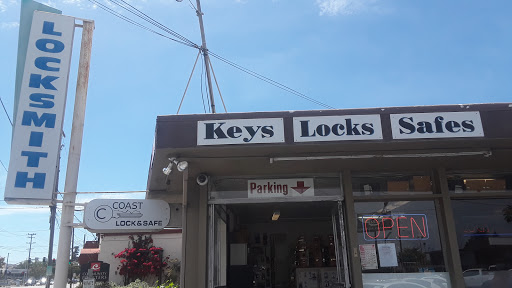 LOCKSMITH
Keys Locks Safes
Parking
C COAST
LOCK & SAFE
OPEN